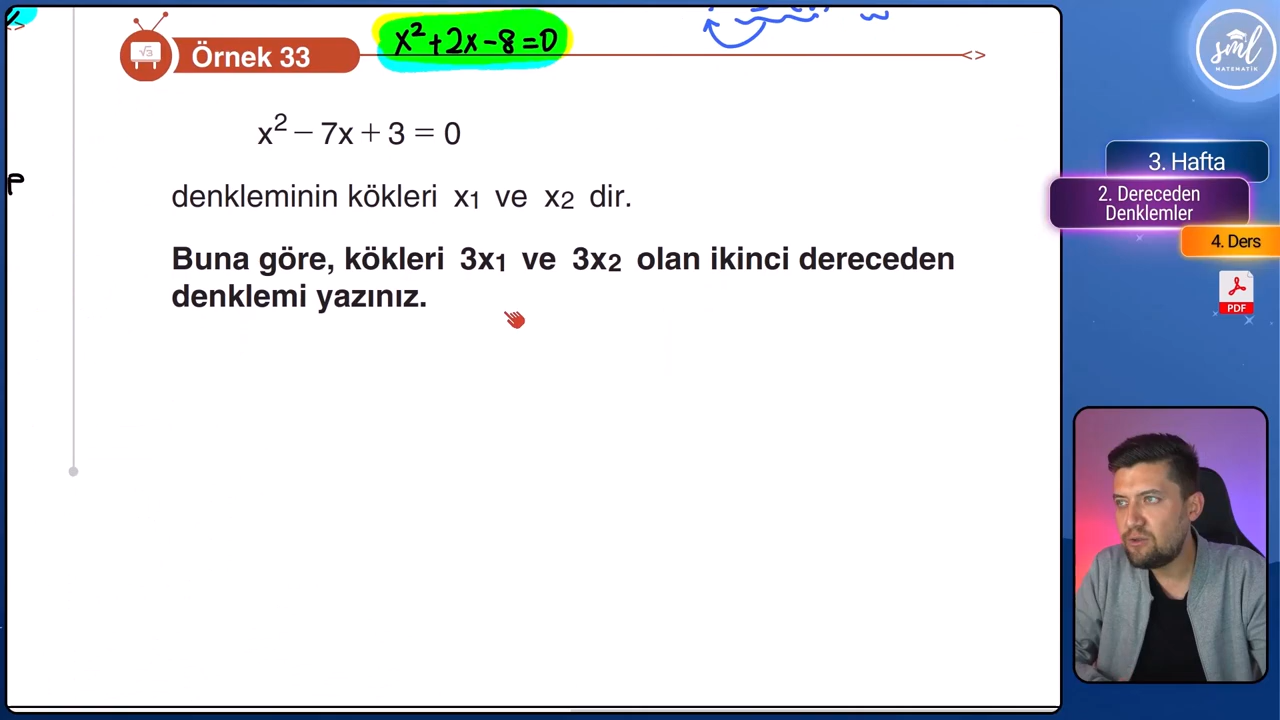 x² + 2x - 8 = 0
Örnek 33
x² − 7x + 3 = 0
denkleminin kökleri x₁ ve x₂ dir.
Buna göre, kökleri 3x₁ ve 3x₂ olan ikinci dereceden
denklemi yazınız.
sml
MATEMATİK
3. Hafta
2. Dereceden
Denklemler
4. Ders
PDF
√3
P